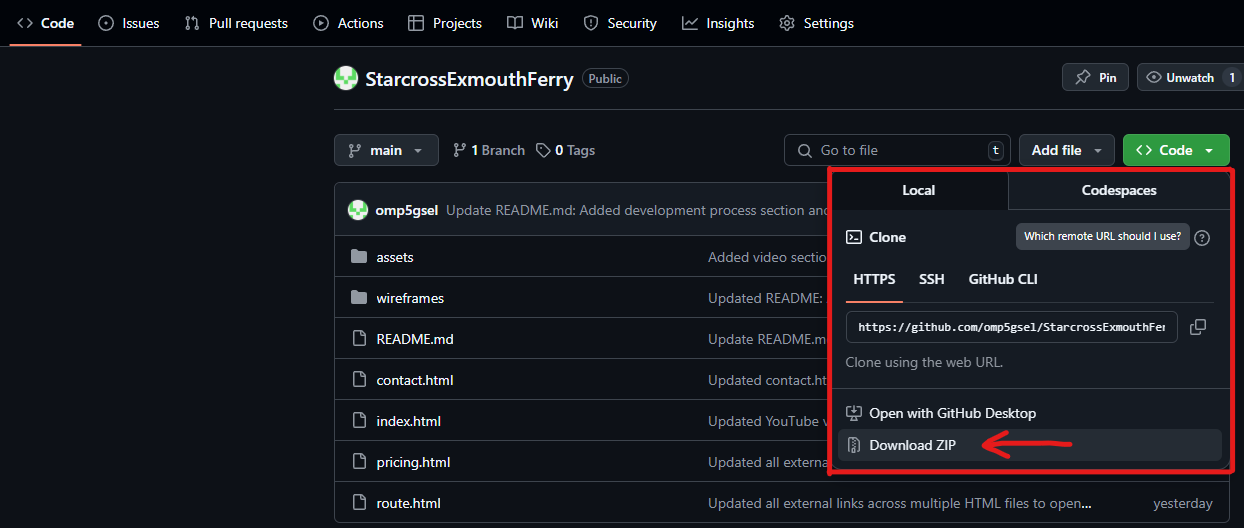 Code Issues Pull requests Actions Projects Wiki Security Insights Settings
StarcrossExmouthFerry Public Pin Unwatch 1
main 1 Branch 0 Tags Go to file t Add file Code
Local Codespaces
omp5gsel Update README.md: Added development process section and
Clone Which remote URL should I use?
assets Added video sectio
HTTPS SSH GitHub CLI
wireframes Updated README:
https://github.com/omp5gsel/StarcrossExmouthFer
README.md Update README.md
Clone using the web URL.
contact.html Updated contact.ht
Open with GitHub Desktop
index.html Updated YouTube v
Download ZIP
pricing.html Updated all external
route.html Updated all external links across multiple HTML files to open... yesterday